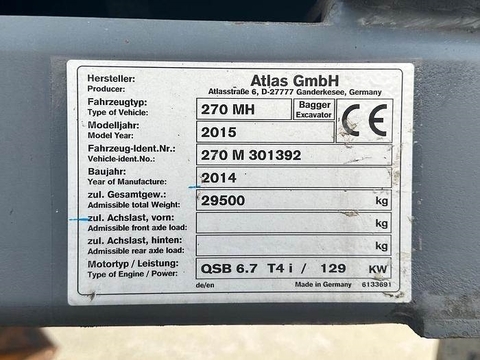 Hersteller: Atlas GmbH
Producer: Atlasstraße 6, D-27777 Ganderkesee, Germany
Fahrzeugtyp: 270 MH Bagger
Type of Vehicle: Excavator CE
Modelljahr: 2015
Model Year:
Fahrzeug-Ident.Nr.: 270 M 301392
Vehicle-ident.No.:
Baujahr: 2014
Year of Manufacture:
zul. Gesamtgew.: 29500 kg
Admissible total Weight:
zul. Achslast, vorn: kg
Admissible front axle load:
zul. Achslast, hinten: kg
Admissible rear axle load:
Motortyp / Leistung: QSB 6.7 T4 i / 129 KW
Type of Engine / Power:
de/en Made in Germany 6133691